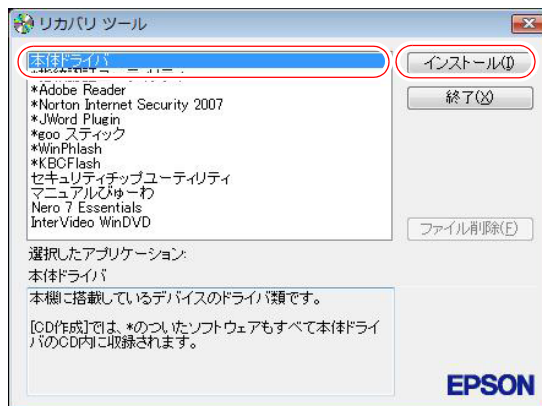 リカバリ ツール
本体ドライバ
*Adobe Reader
*Norton Internet Security 2007
*JWord Plugin
*goo スティック
*WinPhlash
*KBCFlash
セキュリティチップユーティリティ
マニュアルびゅーわ
Nero 7 Essentials
InterVideo WinDVD
インストール(I)
終了(X)
ファイル削除(F)
選択したアプリケーション:
本体ドライバ
本機に搭載しているデバイスのドライバ類です。
[CD作成]では、*のついたソフトウェアもすべて本体ドライ
バのCD内に収録されます。
EPSON